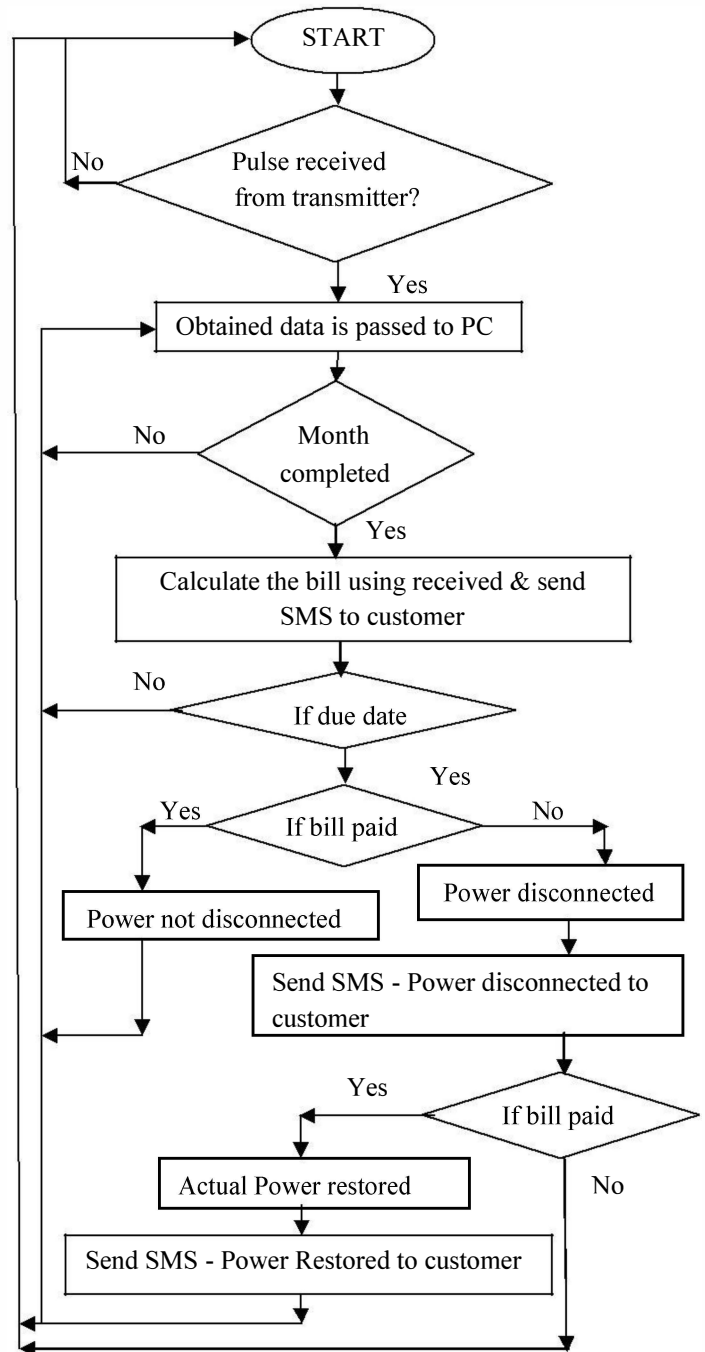 START
No
Pulse received
from transmitter?
Yes
Obtained data is passed to PC
No
Month
completed
Yes
Calculate the bill using received & send
SMS to customer
No
If due date
Yes
Yes
If bill paid
No
Power not disconnected
Power disconnected
Send SMS - Power disconnected to
customer
Yes
If bill paid
Actual Power restored
No
Send SMS - Power Restored to customer